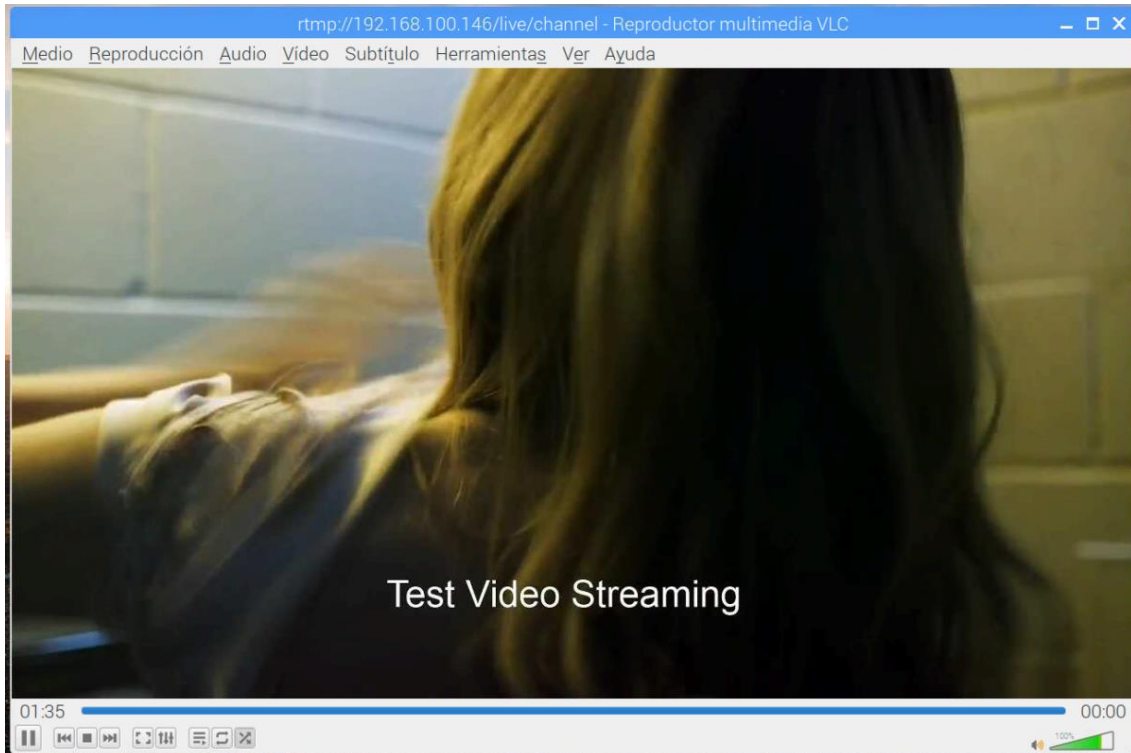 rtmp://192.168.100.146/live/channel - Reproductor multimedia VLC
Medio Reproducción Audio Vídeo Subtítulo Herramientas Ver Ayuda
Test Video Streaming
01:35 00:00
100%